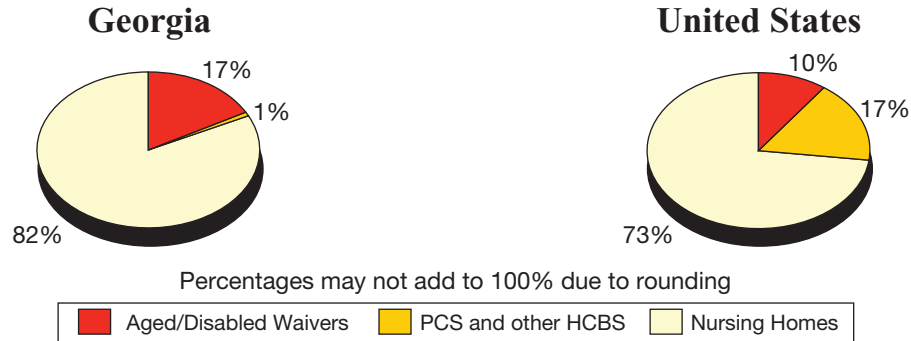 Georgia
17%
1%
82%
United States
10%
17%
73%
Percentages may not add to 100% due to rounding
Aged/Disabled Waivers PCS and other HCBS Nursing Homes